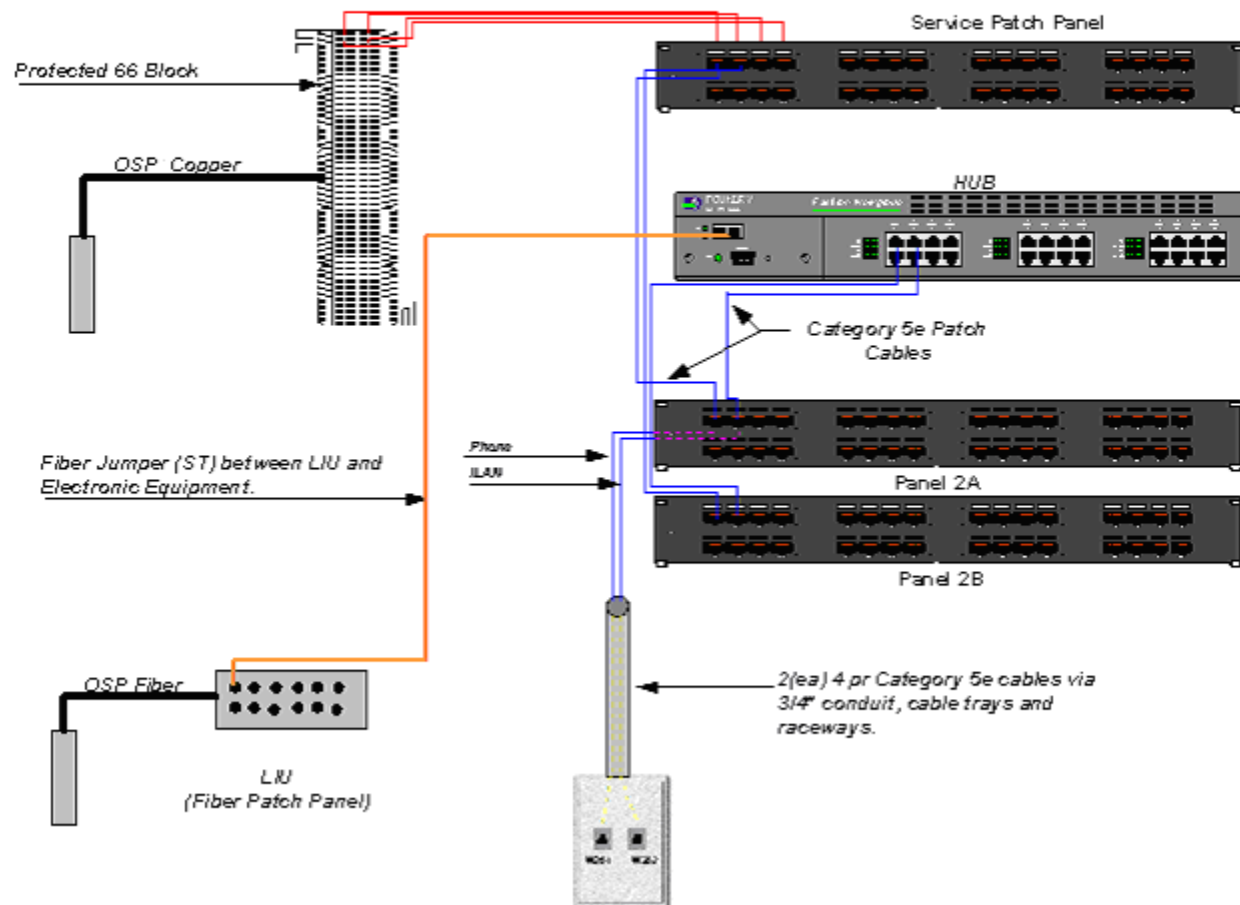 Service Patch Panel
Protected 66 Block
OSP Copper
HUB
Category 5e Patch
Cables
Phone
Fiber Jumper (ST) between LIU and
Electronic Equipment.
Panel 2A
Panel 2B
OSP Fiber
2(ea) 4 pr Category 5e cables via
3/4" conduit, cable trays and
raceways.
LIU
(Fiber Patch Panel)